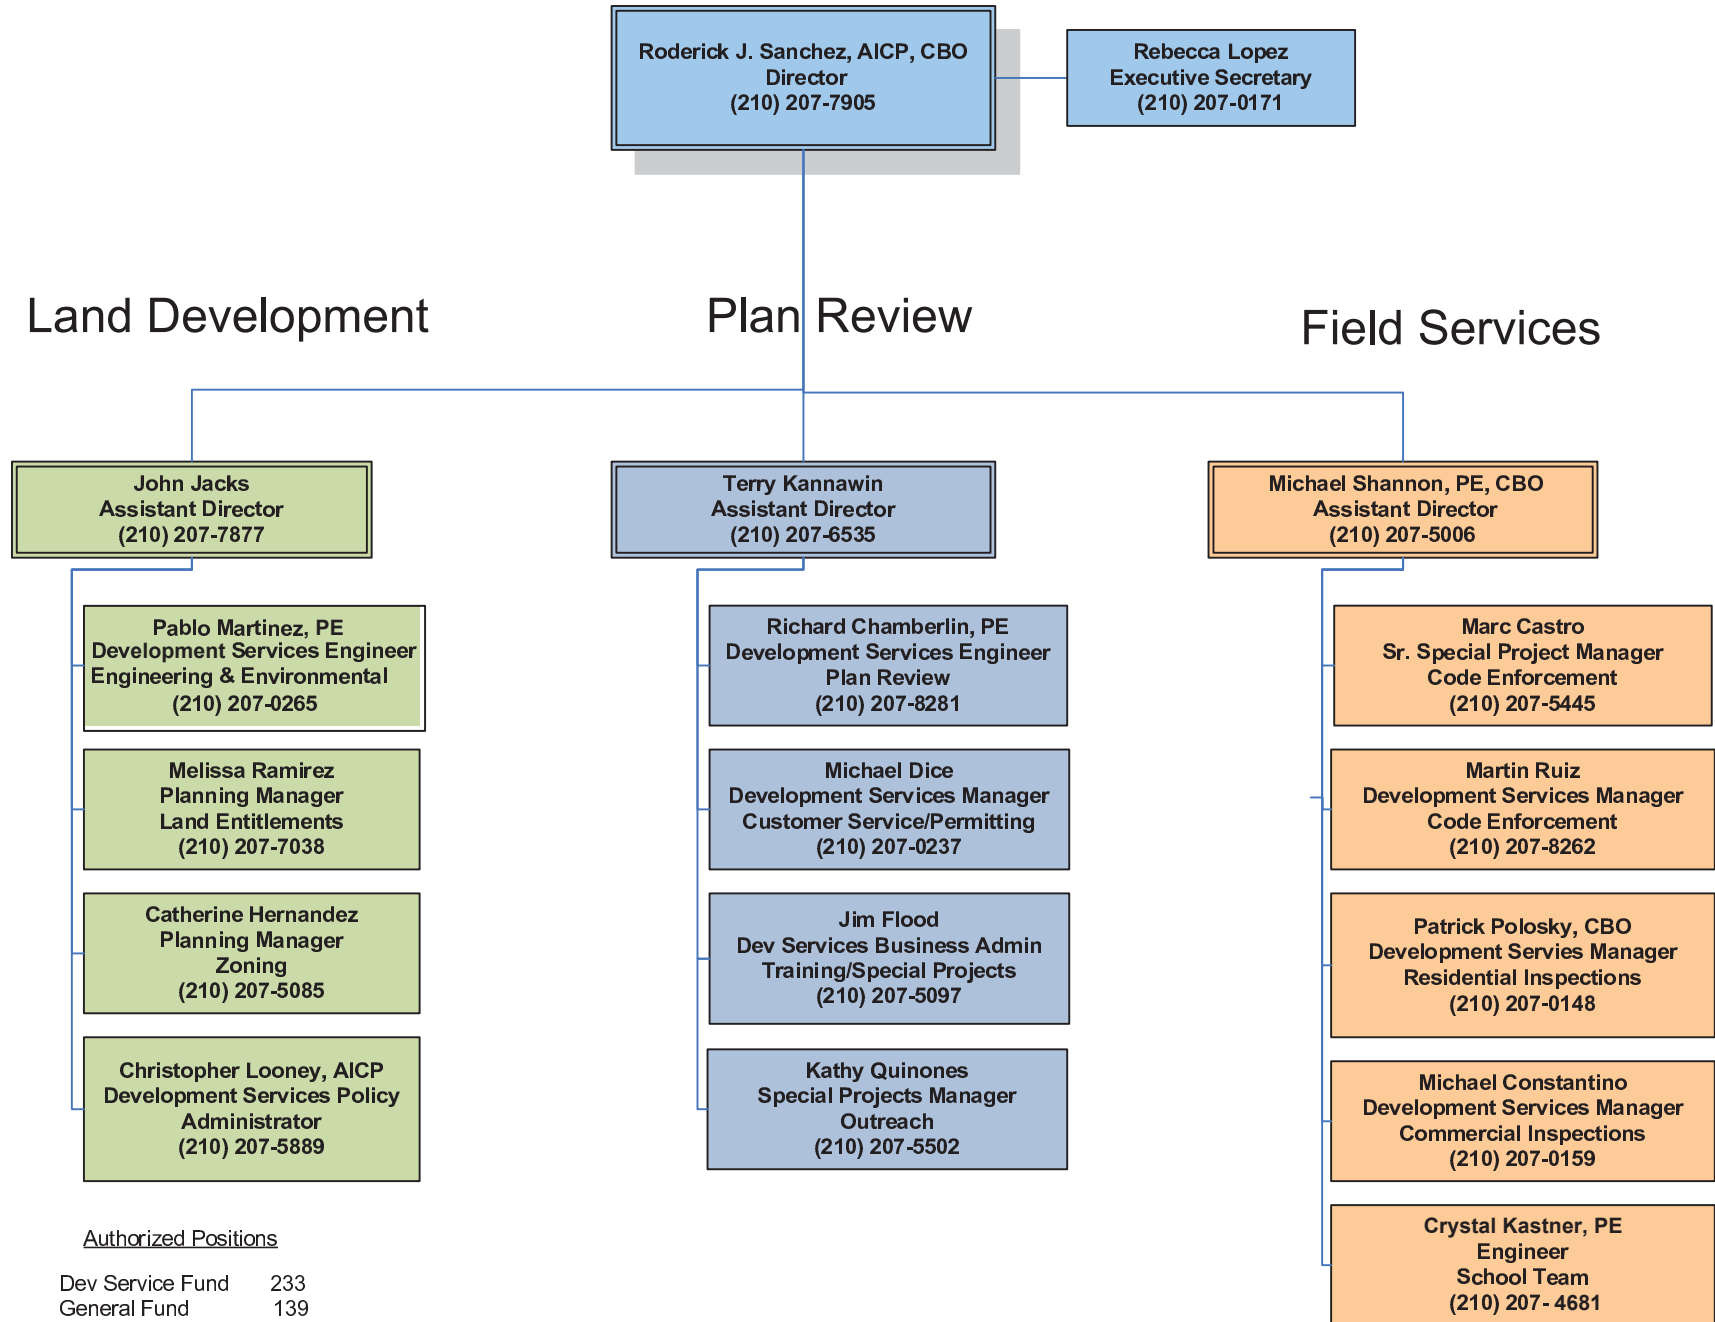 Roderick J. Sanchez, AICP, CBO
Director
(210) 207-7905
Rebecca Lopez
Executive Secretary
(210) 207-0171
Land Development
Plan Review
Field Services
John Jacks
Assistant Director
(210) 207-7877
Pablo Martinez, PE
Development Services Engineer
Engineering & Environmental
(210) 207-0265
Melissa Ramirez
Planning Manager
Land Entitlements
(210) 207-7038
Catherine Hernandez
Planning Manager
Zoning
(210) 207-5085
Christopher Looney, AICP
Development Services Policy
Administrator
(210) 207-5889
Terry Kannawin
Assistant Director
(210) 207-6535
Richard Chamberlin, PE
Development Services Engineer
Plan Review
(210) 207-8281
Michael Dice
Development Services Manager
Customer Service/Permitting
(210) 207-0237
Jim Flood
Dev Services Business Admin
Training/Special Projects
(210) 207-5097
Kathy Quinones
Special Projects Manager
Outreach
(210) 207-5502
Michael Shannon, PE, CBO
Assistant Director
(210) 207-5006
Marc Castro
Sr. Special Project Manager
Code Enforcement
(210) 207-5445
Martin Ruiz
Development Services Manager
Code Enforcement
(210) 207-8262
Patrick Polosky, CBO
Development Servies Manager
Residential Inspections
(210) 207-0148
Michael Constantino
Development Services Manager
Commercial Inspections
(210) 207-0159
Crystal Kastner, PE
Engineer
School Team
(210) 207- 4681
Authorized Positions
Dev Service Fund 233
General Fund 139